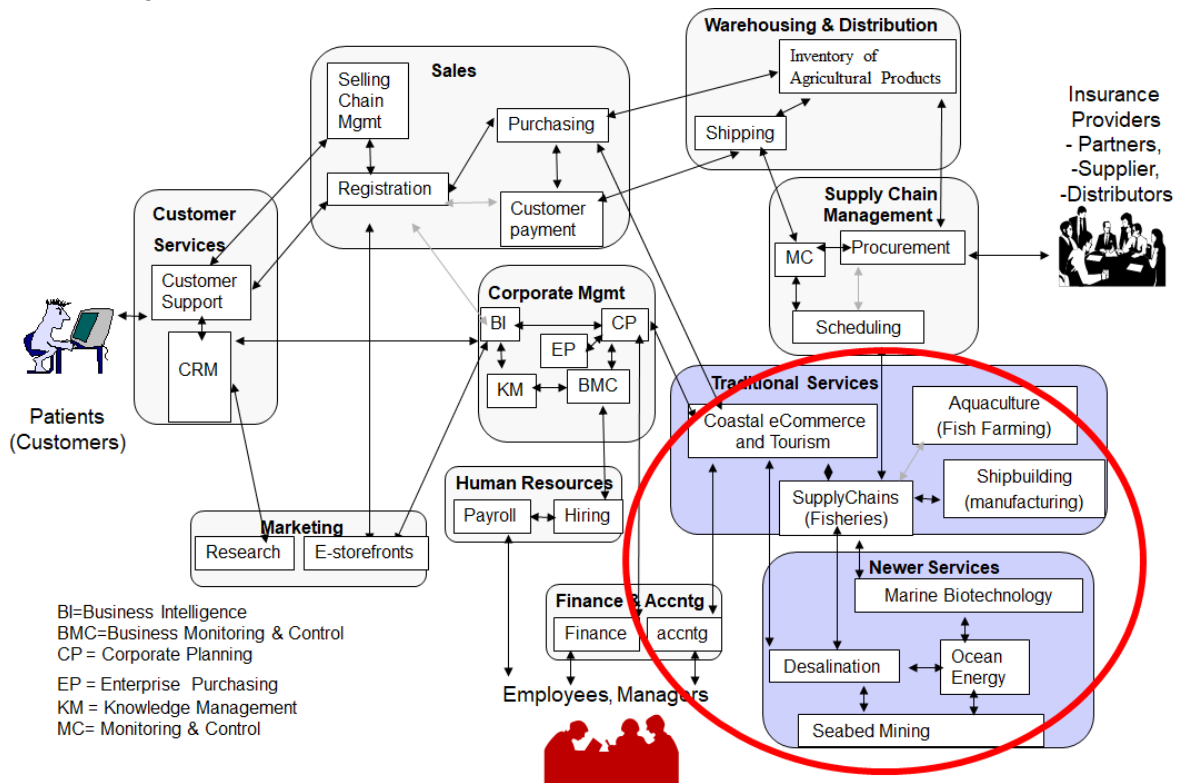 Warehousing & Distribution
Inventory of
Agricultural Products
Shipping
Sales
Selling
Chain
Mgmt
Purchasing
Registration
Customer
payment
Insurance
Providers
- Partners,
-Supplier,
-Distributors
Supply Chain
Management
MC
Procurement
Scheduling
Customer
Services
Customer
Support
CRM
Patients
(Customers)
Corporate Mgmt
BI
CP
EP
KM
BMC
Traditional Services
Coastal eCommerce
and Tourism
Aquaculture
(Fish Farming)
SupplyChains
(Fisheries)
Shipbuilding
(manufacturing)
Human Resources
Payroll
Hiring
Marketing
Research
E-storefronts
Newer Services
Marine Biotechnology
Desalination
Ocean
Energy
Seabed Mining
Finance & Accntg
Finance
accntg
Employees, Managers
BI=Business Intelligence
BMC=Business Monitoring & Control
CP = Corporate Planning
EP = Enterprise Purchasing
KM = Knowledge Management
MC= Monitoring & Control